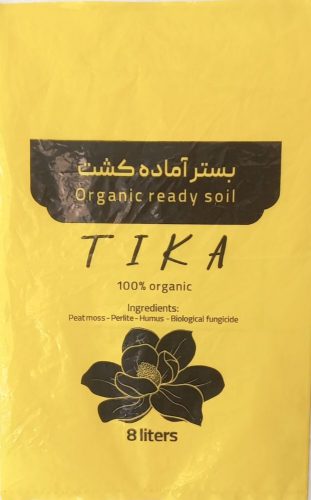 بستر آماده کشت
Organic ready soil
TIKA
100% organic
Ingredients:
Peat moss - Perlite - Humus - Biological fungicide
8 liters